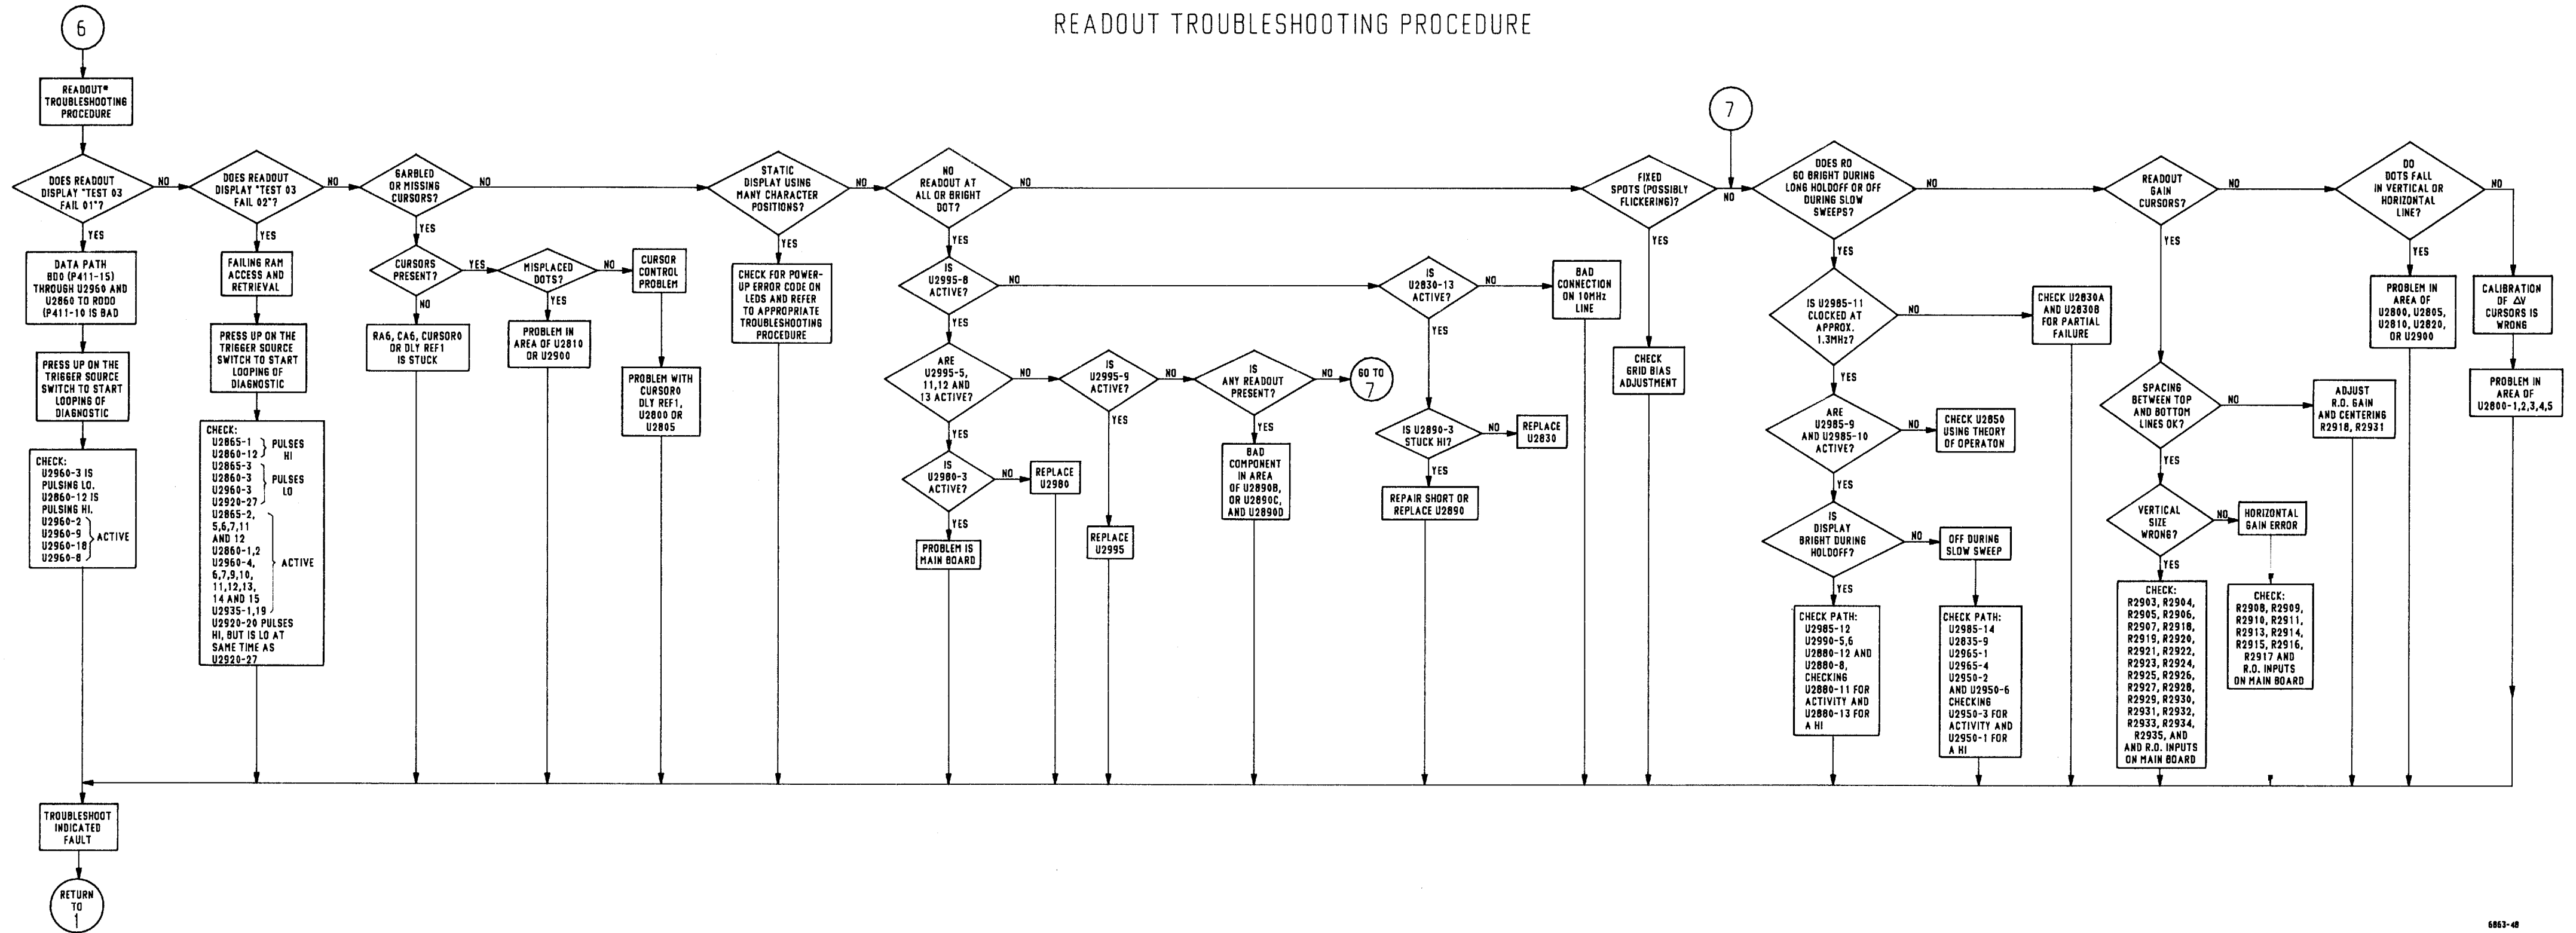 READOUT TROUBLESHOOTING PROCEDURE
6
READOUT*
TROUBLESHOOTING
PROCEDURE
DOES READOUT
DISPLAY "TEST 03
FAIL 01"?
NO
YES
DATA PATH
BD0 (P411-15)
THROUGH U2960 AND
U2860 TO RODO
(P411-10 IS BAD
PRESS UP ON THE
TRIGGER SOURCE
SWITCH TO START
LOOPING OF
DIAGNOSTIC
CHECK:
U2960-3 IS
PULSING LO.
U2860-12 IS
PULSING HI.
U2960-2
U2960-9
U2960-18
U2960-8
ACTIVE
TROUBLESHOOT
INDICATED
FAULT
RETURN
TO
1
DOES READOUT
DISPLAY "TEST 03
FAIL 02"?
NO
YES
FAILING RAM
ACCESS AND
RETRIEVAL
PRESS UP ON THE
TRIGGER SOURCE
SWITCH TO START
LOOPING OF
DIAGNOSTIC
CHECK:
U2865-1
U2860-12
PULSES
HI
U2865-3
U2860-3
U2960-3
U2920-27
PULSES
LO
U2865-2,
5,6,7,11
AND 12
U2860-1,2
U2960-4,
6,7,9,10,
11,12,13,
14 AND 15
U2935-1,19
ACTIVE
U2920-20 PULSES
HI, BUT IS LO AT
SAME TIME AS
U2920-27
GARBLED
OR MISSING
CURSORS?
NO
YES
CURSORS
PRESENT?
YES
NO
RA6, CA6, CURSOR0
OR DLY REF1
IS STUCK
MISPLACED
DOTS?
NO
YES
PROBLEM IN
AREA OF U2810
OR U2900
CURSOR
CONTROL
PROBLEM
PROBLEM WITH
CURSOR0
DLY REF1,
U2800 OR
U2805
STATIC
DISPLAY USING
MANY CHARACTER
POSITIONS?
NO
YES
CHECK FOR POWER-
UP ERROR CODE ON
LEDS AND REFER
TO APPROPRIATE
TROUBLESHOOTING
PROCEDURE
NO
READOUT AT
ALL OR BRIGHT
DOT?
NO
YES
IS
U2995-8
ACTIVE?
NO
YES
ARE
U2995-5,
11,12 AND
13 ACTIVE?
NO
YES
IS
U2980-3
ACTIVE?
NO
YES
PROBLEM IS
MAIN BOARD
REPLACE
U2980
IS
U2995-9
ACTIVE?
NO
YES
REPLACE
U2995
IS
ANY READOUT
PRESENT?
NO
YES
BAD
COMPONENT
IN AREA
OF U2890B,
OR U2890C,
AND U2890D
GO TO
7
IS
U2830-13
ACTIVE?
NO
YES
BAD
CONNECTION
ON 10MHz
LINE
IS U2890-3
STUCK HI?
NO
YES
REPLACE
U2830
REPAIR SHORT OR
REPLACE U2890
FIXED
SPOTS (POSSIBLY
FLICKERING)?
NO
YES
CHECK
GRID BIAS
ADJUSTMENT
7
DOES RO
GO BRIGHT DURING
LONG HOLDOFF OR OFF
DURING SLOW
SWEEPS?
NO
YES
IS U2985-11
CLOCKED AT
APPROX.
1.3MHz?
NO
YES
CHECK U2830A
AND U2830B
FOR PARTIAL
FAILURE
ARE
U2985-9
AND U2985-10
ACTIVE?
NO
YES
CHECK U2850
USING THEORY
OF OPERATON
IS
DISPLAY
BRIGHT DURING
HOLDOFF?
NO
YES
OFF DURING
SLOW SWEEP
CHECK PATH:
U2985-12
U2990-5,6
U2880-12 AND
U2880-8,
CHECKING
U2880-11 FOR
ACTIVITY AND
U2880-13 FOR
A HI
CHECK PATH:
U2985-14
U2835-9
U2965-1
U2965-4
U2950-2
AND U2950-6
CHECKING
U2950-3 FOR
ACTIVITY AND
U2950-1 FOR
A HI
READOUT
GAIN
CURSORS?
NO
YES
SPACING
BETWEEN TOP
AND BOTTOM
LINES OK?
NO
YES
ADJUST
R.O. GAIN
AND CENTERING
R2918, R2931
VERTICAL
SIZE
WRONG?
NO
YES
HORIZONTAL
GAIN ERROR
CHECK:
R2903, R2904,
R2905, R2906,
R2907, R2918,
R2919, R2920,
R2921, R2922,
R2923, R2924,
R2925, R2926,
R2927, R2928,
R2929, R2930,
R2931, R2932,
R2933, R2934,
R2935, AND
AND R.O. INPUTS
ON MAIN BOARD
CHECK:
R2908, R2909,
R2910, R2911,
R2913, R2914,
R2915, R2916,
R2917 AND
R.O. INPUTS
ON MAIN BOARD
DO
DOTS FALL
IN VERTICAL OR
HORIZONTAL
LINE?
NO
YES
PROBLEM IN
AREA OF
U2800, U2805,
U2810, U2820,
OR U2900
CALIBRATION
OF ΔV
CURSORS IS
WRONG
PROBLEM IN
AREA OF
U2800-1,2,3,4,5
6863-48